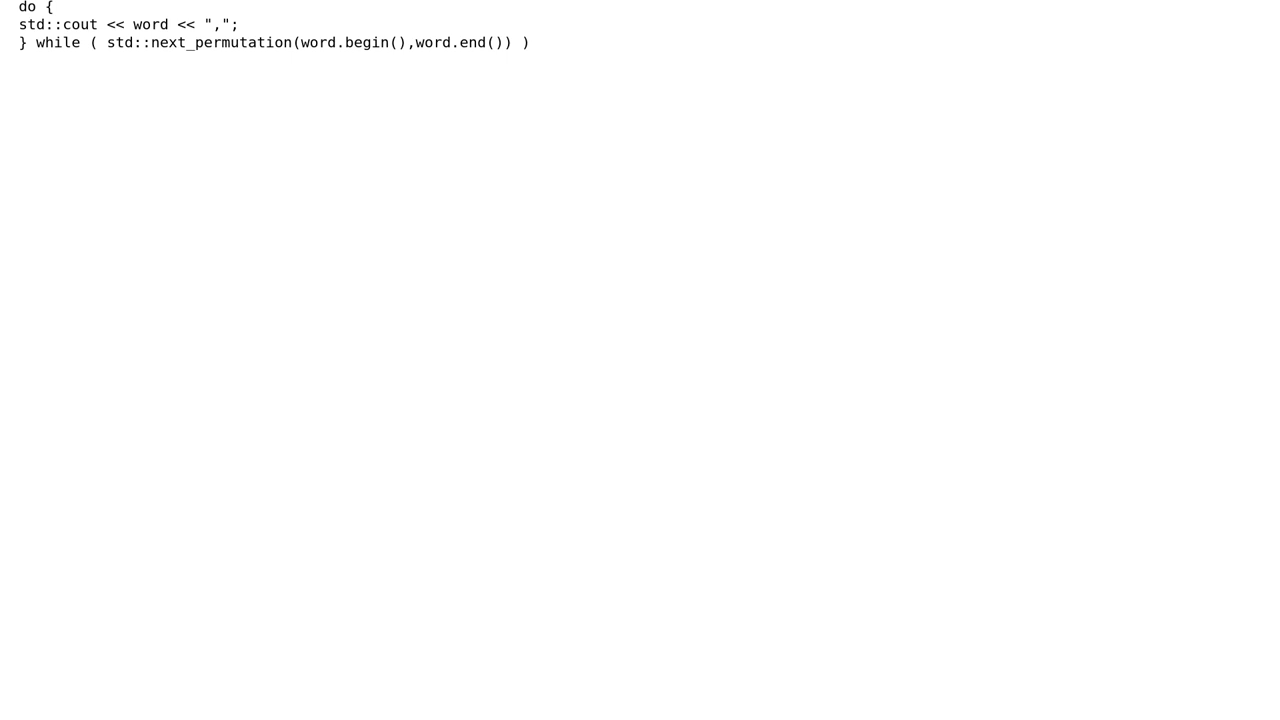 do {
std::cout << word << ",";
} while ( std::next_permutation(word.begin(),word.end()) )